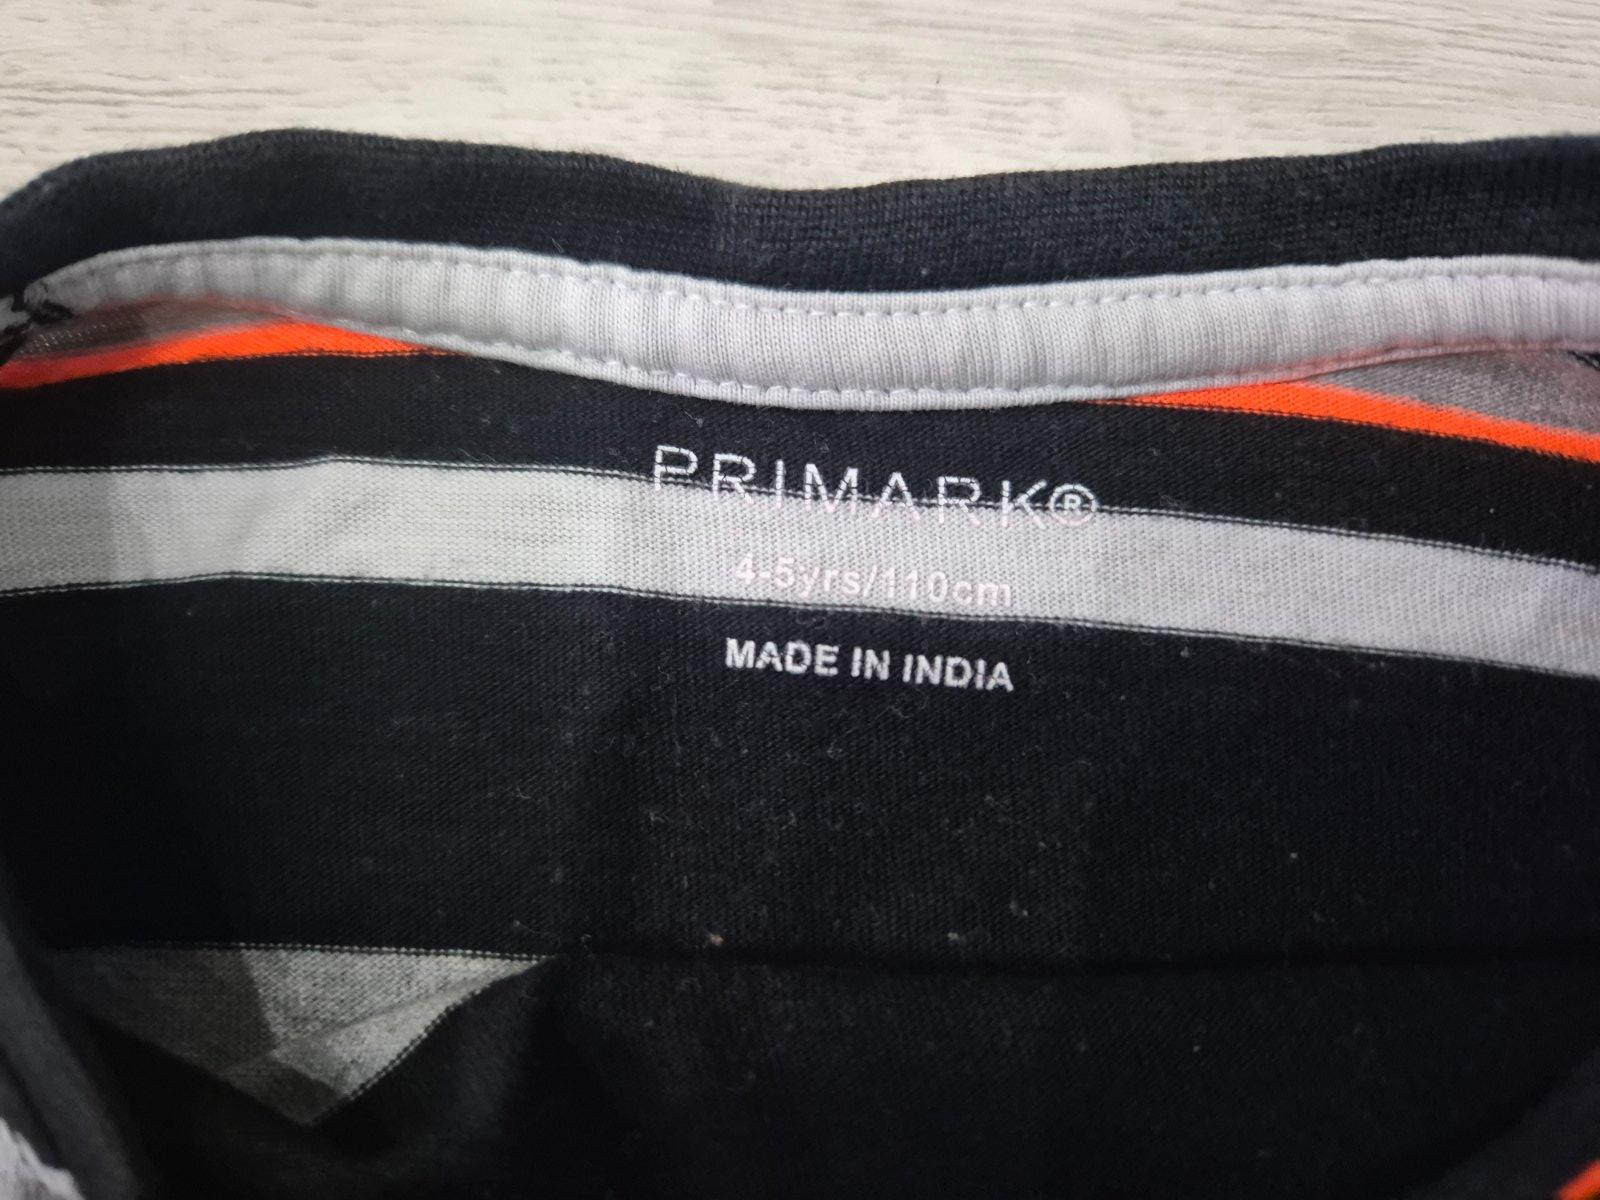 PRIMARK®
4-5yrs/110cm
MADE IN INDIA